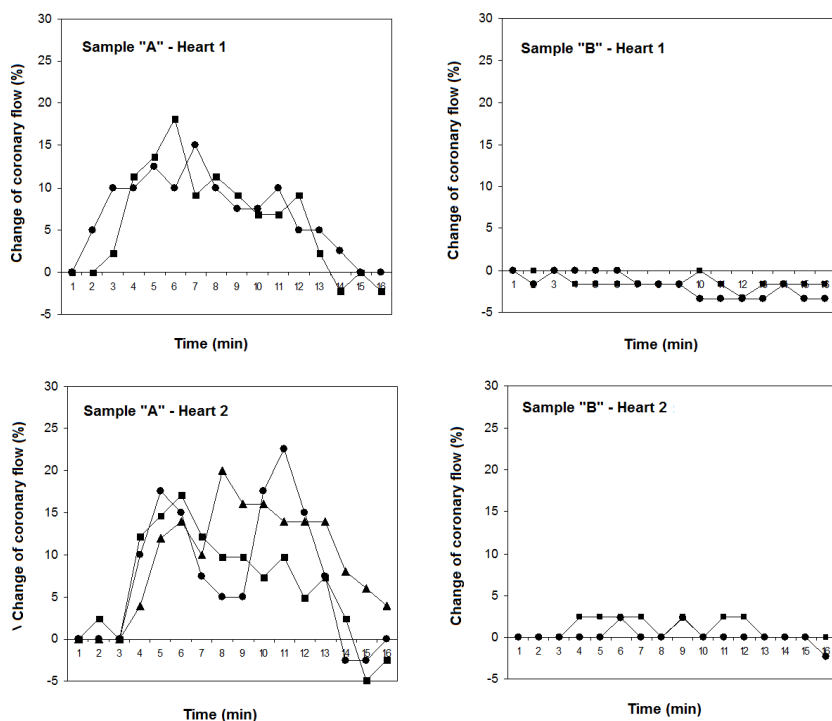 30
25
20
15
10
5
0
-5
Change of coronary flow (%)
Sample "A" - Heart 1
1 2 3 4 5 6 7 8 9 10 11 12 13 14 15 16
Time (min)
30
25
20
15
10
5
0
-5
Change of coronary flow (%)
Sample "B" - Heart 1
1 3 10 11 12
Time (min)
30
25
20
15
10
5
0
-5
\ Change of coronary flow (%)
Sample "A" - Heart 2
1 2 3 4 5 6 7 8 9 10 11 12 13 14 15 16
Time (min)
30
25
20
15
10
5
0
-5
Change of coronary flow (%)
Sample "B" - Heart 2
1 2 3 4 5 6 7 8 9 10 11 12 13 14 15 16
Time (min)